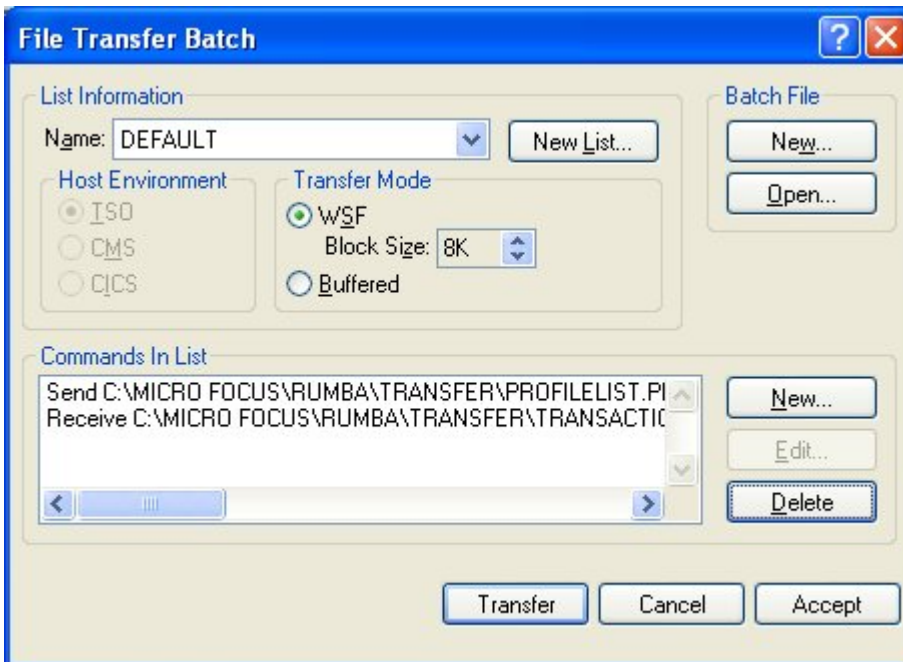 File Transfer Batch
List Information
Name: DEFAULT
New List...
Batch File
New...
Open...
Host Environment
TSO
CMS
CICS
Transfer Mode
WSF
Block Size: 8K
Buffered
Commands In List
Send C:\MICRO FOCUS\RUMBA\TRANSFER\PROFILELIST.
Receive C:\MICRO FOCUS\RUMBA\TRANSFER\TRANSACTI
New...
Edit...
Delete
Transfer
Cancel
Accept